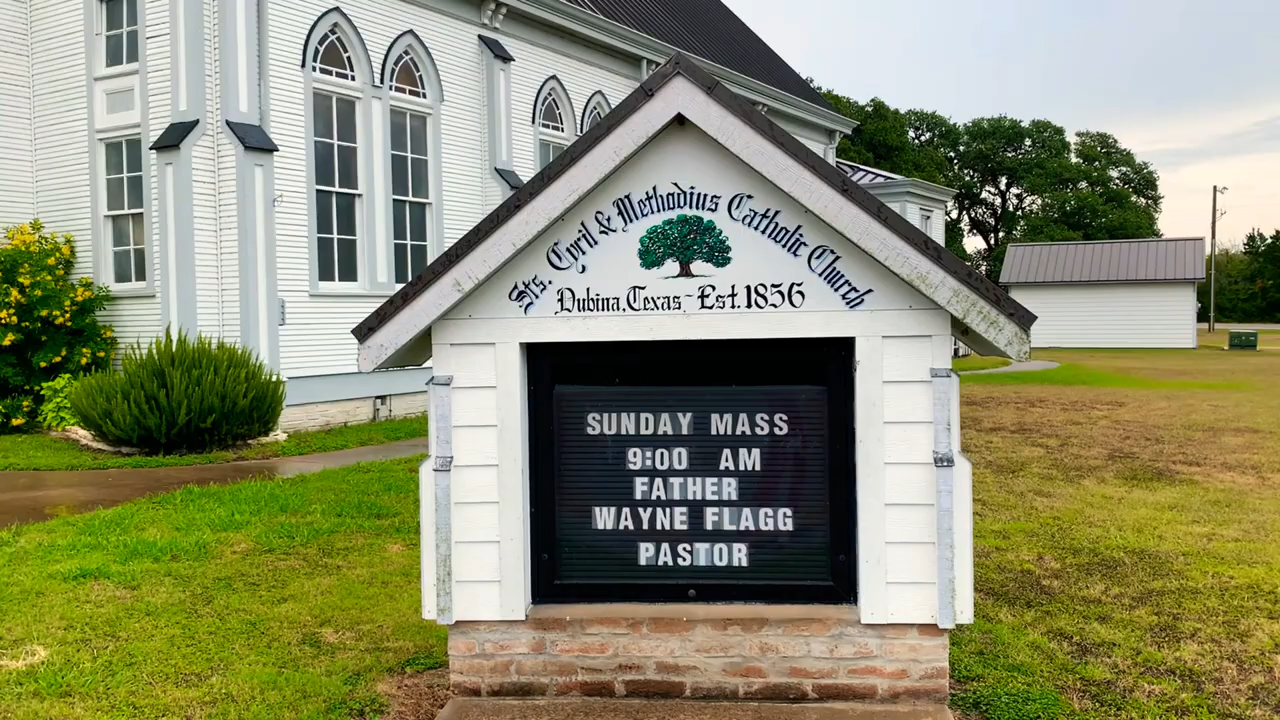 Sts. Cyril & Methodius Catholic Church
Dubina, Texas - Est. 1856
SUNDAY MASS
9:00 AM
FATHER
WAYNE FLAGG
PASTOR